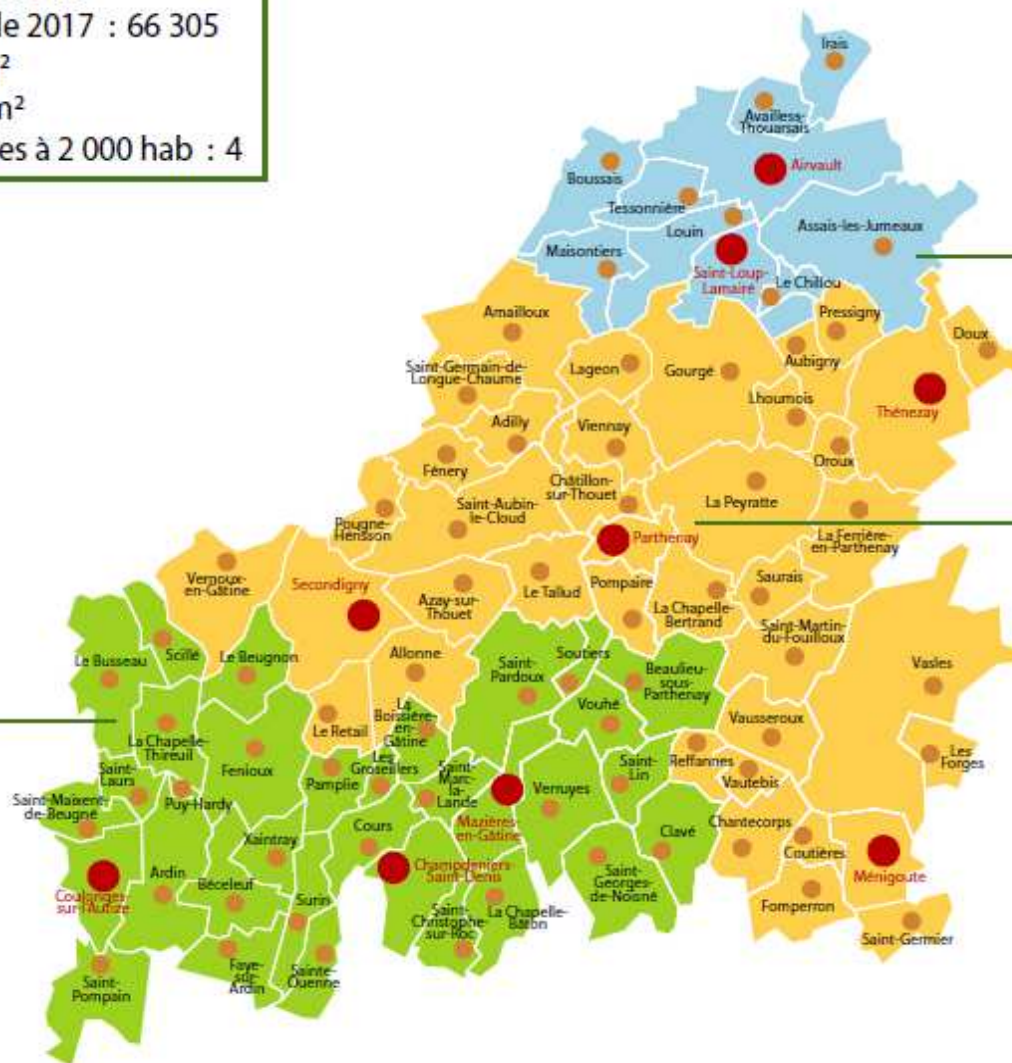 le 2017 : 66 305
²
m²
es à 2 000 hab : 4
Irais
Availles-
Thouarsais
Airvault
Boussais
Tessonnière
Louin
Assais-les-Jumeaux
Maisontiers
Saint-Loup-
Lamairé
Le Chillou
Pressigny
Amailloux
Doux
Aubigny
Saint-Germain-de-
Longue-Chaume
Lageon
Gourgé
Lhoumois
Thénezay
Adilly
Viennay
Oroux
Fénery
Châtillon-
sur-Thouet
La Peyratte
Saint-Aubin-
le-Cloud
Pougne-
Hérisson
Parthenay
La Ferrière-
en-Parthenay
Vernoux-
en-Gâtine
Secondigny
Azay-sur-
Thouet
Le Tallud
Pompaire
Saurais
La Chapelle-
Bertrand
Saint-Martin-
du-Fouilloux
Le Busseau
Scillé
Le Beugnon
Allonne
Saint-
Pardoux
Soutiers
Beaulieu-
sous-
Parthenay
Vasles
La
Boissière-
en-
Gâtine
Vouhé
Le Retail
Vausseroux
La Chapelle-
Thireuil
Fenioux
Les
Groseillers
Saint-
Marc-
la-
Lande
Saint-
Lin
Reffannes
Vautebis
Les
Forges
Saint-
Laurs
Pamplie
Saint-Maixent-
de-Beugné
Puy-Hardy
Verruyes
Mazières-
en-Gâtine
Chantecorps
Cours
Xaintray
Clavé
Coutières
Champdeniers-
Saint-Denis
Ménigoute
Coulonges-
sur-l'Autize
Ardin
Béceleuf
Saint-
Georges-
de-Noisné
Surin
Saint-
Christophe-
sur-Roc
La Chapelle-
Bâton
Fomperron
Saint-Germier
Saint-
Pompain
Faye-
sur-
Ardin
Sainte-
Ouenne